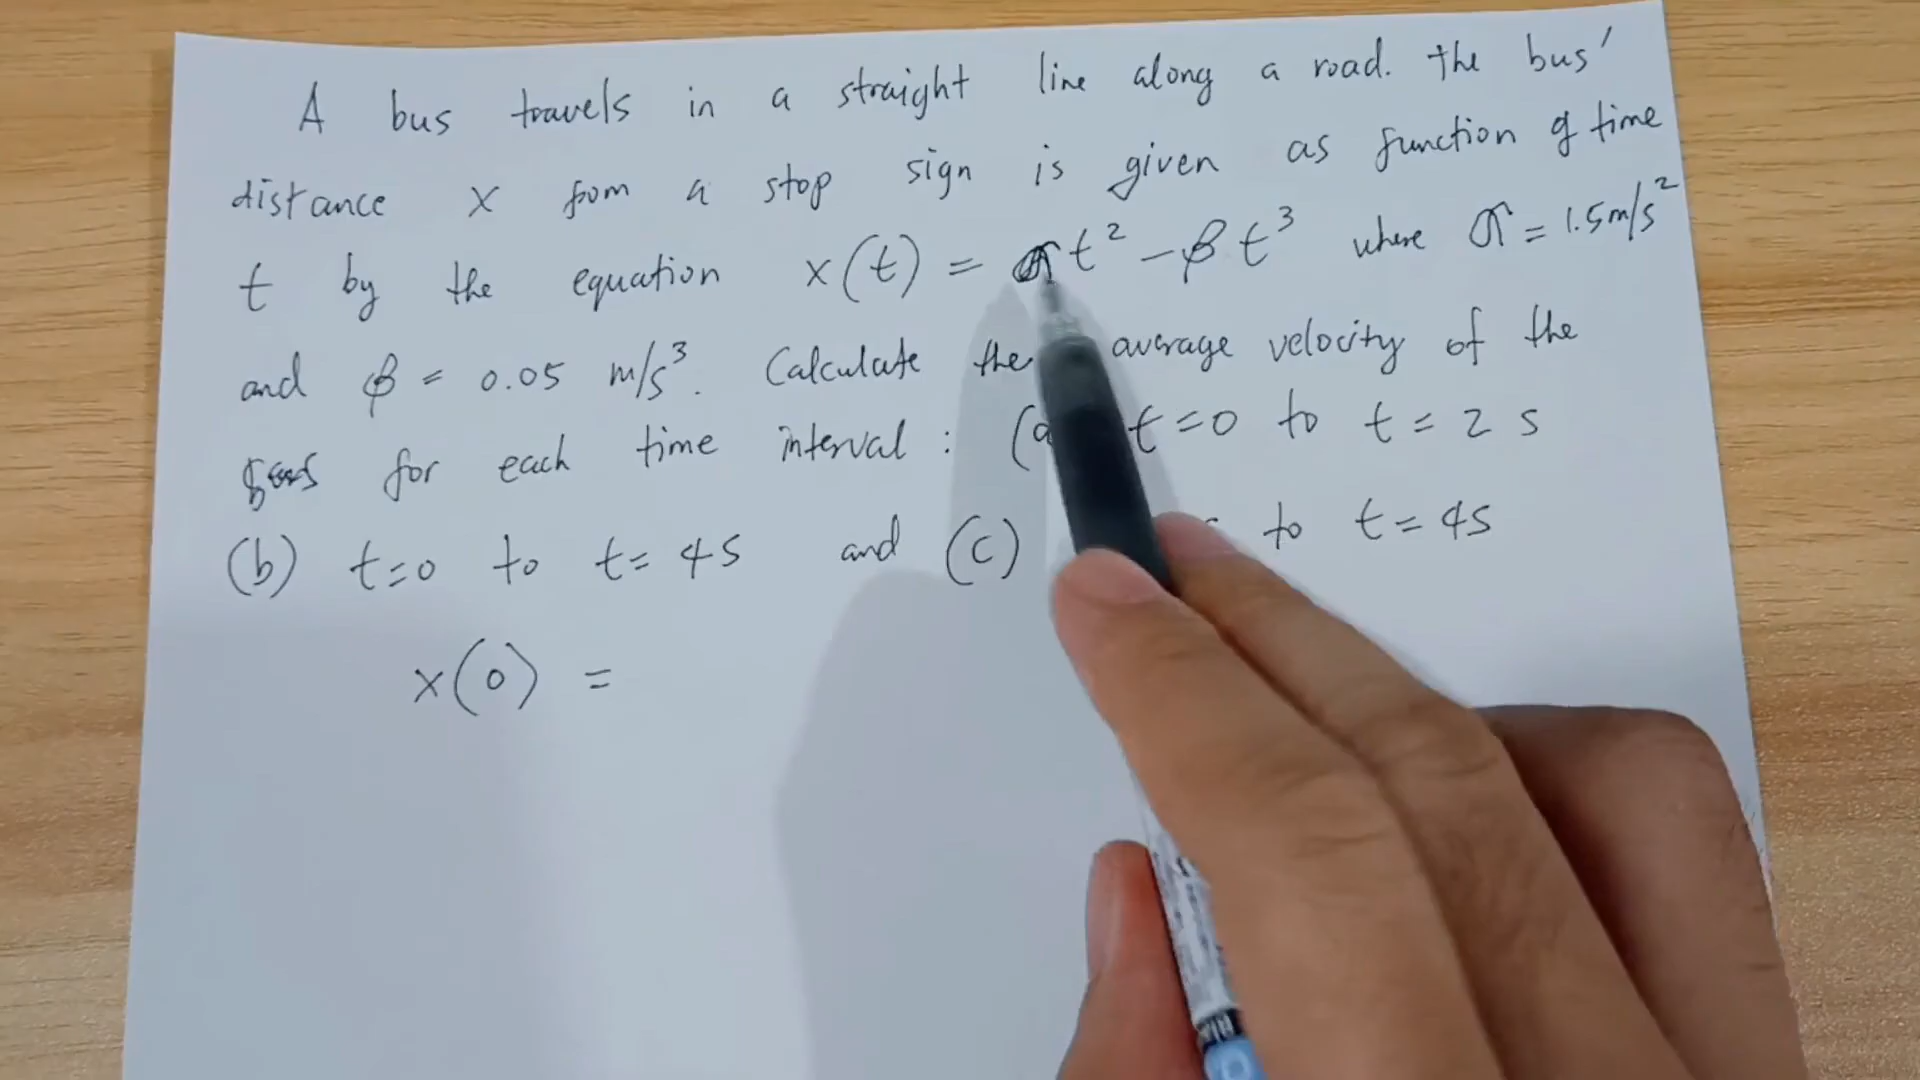 A bus travels in a straight line along a road. The bus'
distance x from a stop sign is given as function of time
t by the equation x(t) = αt² - βt³ where α = 1.5 m/s²
and β = 0.05 m/s³. Calculate the average velocity of the
for each time interval : (a t=0 to t = 2 s
(b) t=0 to t= 4s and (c) to t= 4s
x(0) =